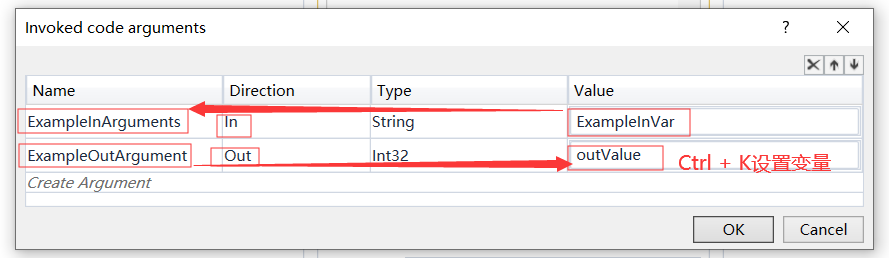 Invoked code arguments
Name Direction Type Value
ExampleInArguments In String ExampleInVar
ExampleOutArgument Out Int32 outValue Ctrl + K设置变量
Create Argument
OK Cancel